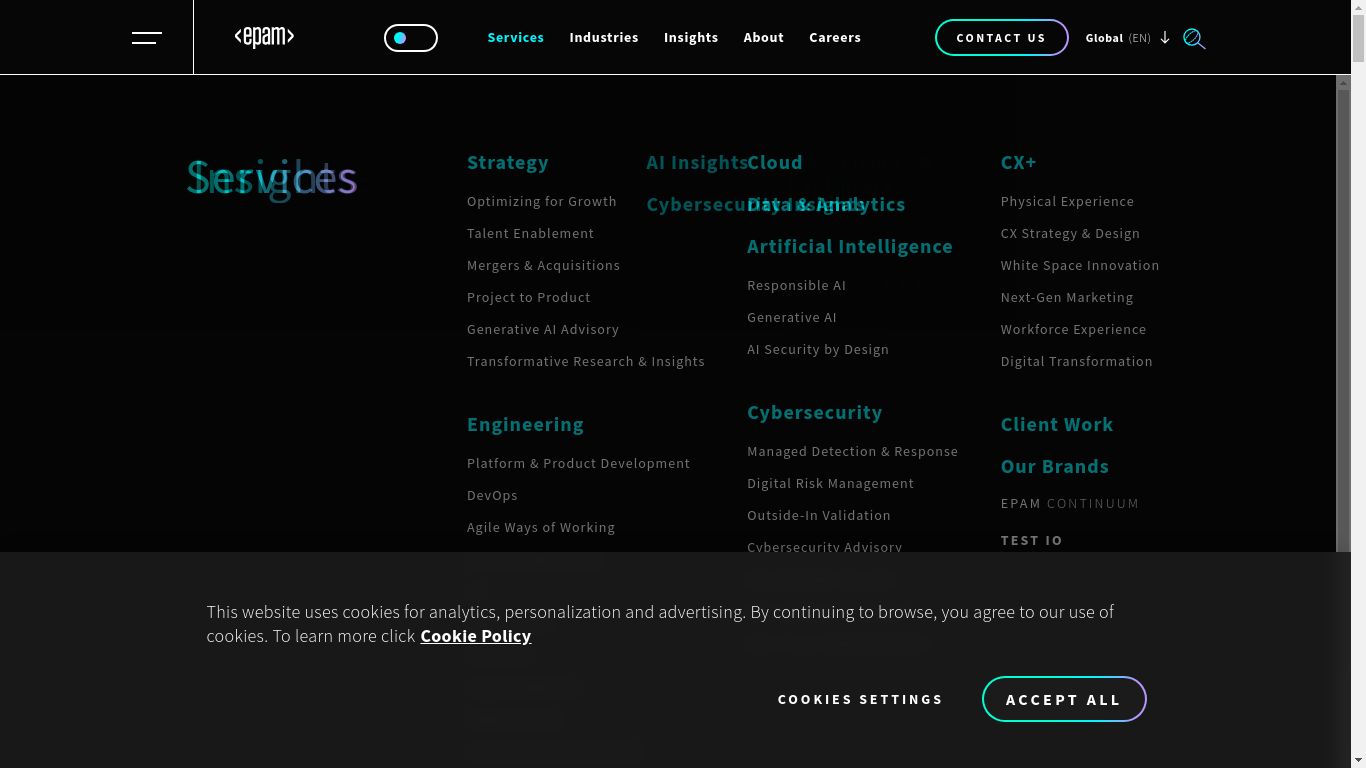 <epam>
Services
Industries
Insights
About
Careers
CONTACT US
Global (EN)
Services
Insights
Strategy
Optimizing for Growth
Talent Enablement
Mergers & Acquisitions
Project to Product
Generative AI Advisory
Transformative Research & Insights
Engineering
Platform & Product Development
DevOps
Agile Ways of Working
AI Insights
Cybersecurity Insights
Cloud
Data & Analytics
Artificial Intelligence
Responsible AI
Generative AI
AI Security by Design
Cybersecurity
Managed Detection & Response
Digital Risk Management
Outside-In Validation
Cybersecurity Advisory
CX+
Physical Experience
CX Strategy & Design
White Space Innovation
Next-Gen Marketing
Workforce Experience
Digital Transformation
Client Work
Our Brands
EPAM CONTINUUM
TEST IO
This website uses cookies for analytics, personalization and advertising. By continuing to browse, you agree to our use of
cookies. To learn more click Cookie Policy
COOKIES SETTINGS
ACCEPT ALL